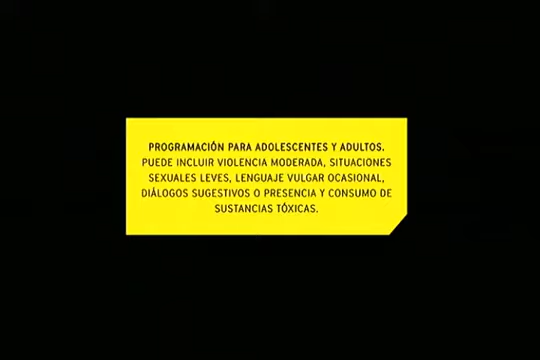 PROGRAMACIÓN PARA ADOLESCENTES Y ADULTOS.
PUEDE INCLUIR VIOLENCIA MODERADA, SITUACIONES
SEXUALES LEVES, LENGUAJE VULGAR OCASIONAL,
DIÁLOGOS SUGESTIVOS O PRESENCIA Y CONSUMO DE
SUSTANCIAS TÓXICAS.